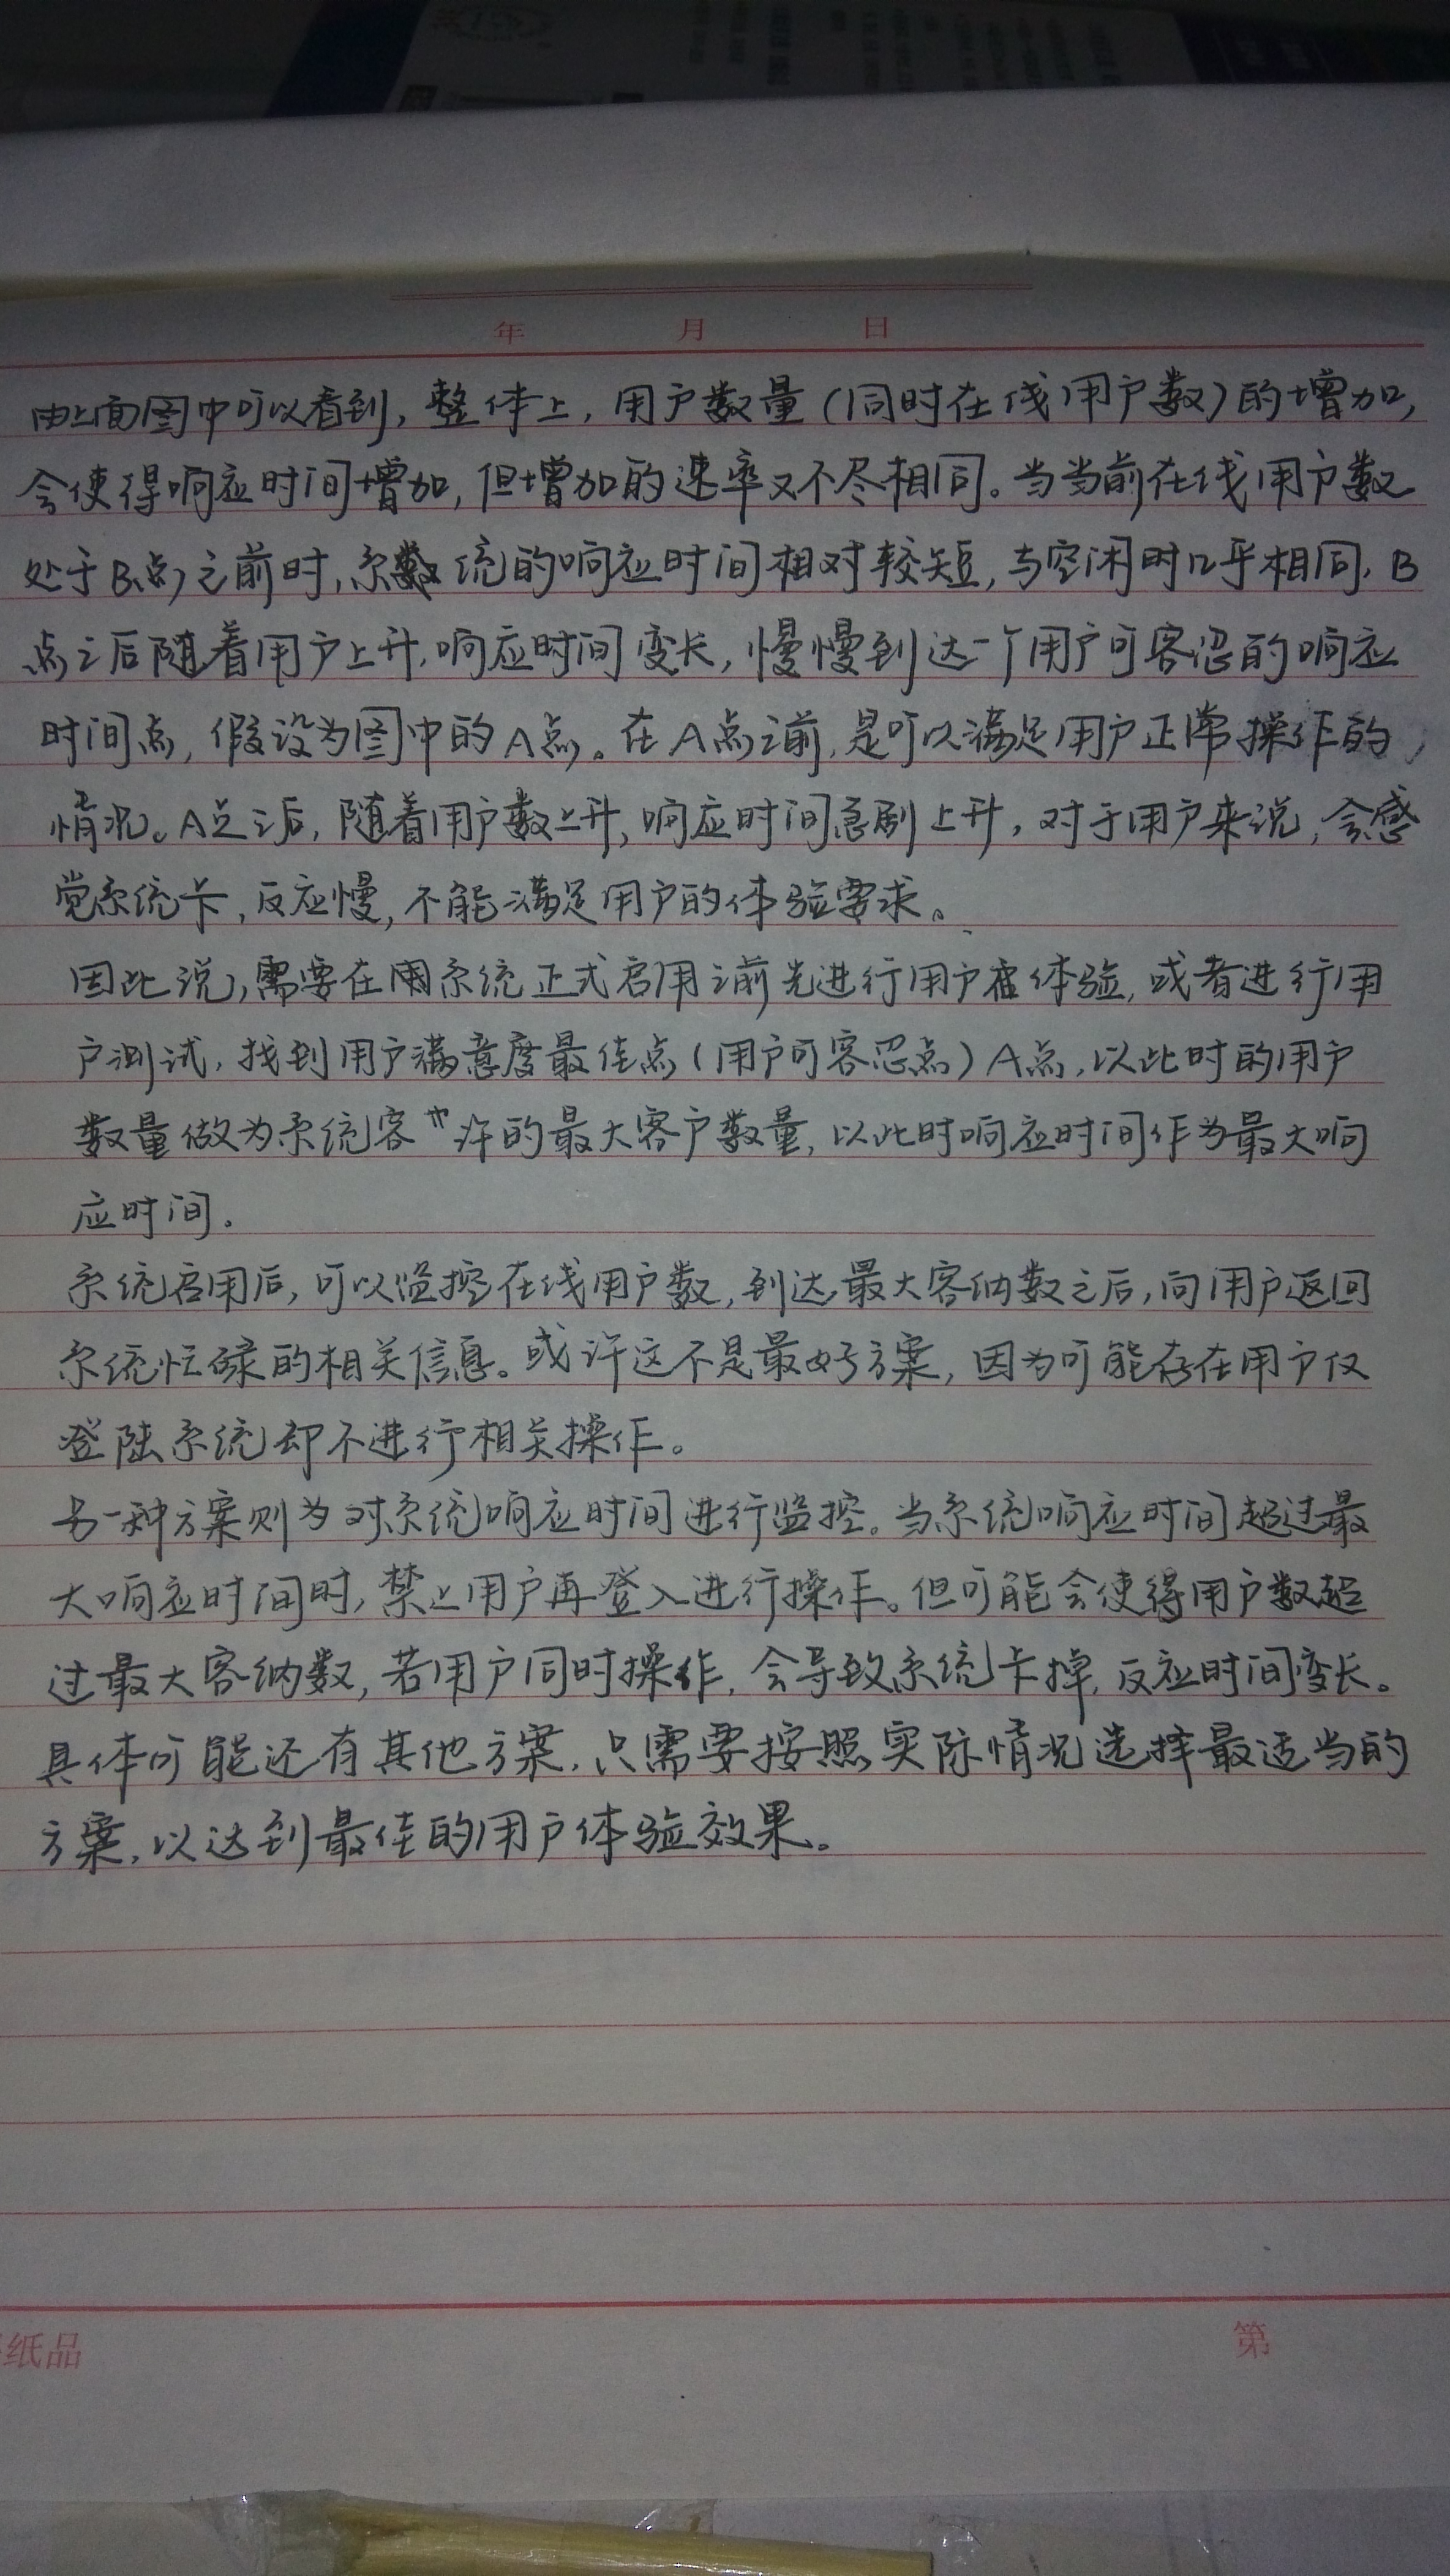 年 月 日
由上面图中可以看到, 整体上, 用户数量(同时在线用户数)的增加,
会使得响应时间增加, 但增加的速率又不尽相同。当当前在线用户数
处于B点之前时, 系统的响应时间相对较短, 与空闲时几乎相同, B
点之后随着用户上升, 响应时间变长, 慢慢到达一个用户可容忍的响应
时间点, 假设为图中的A点。在A点之前, 是可以满足用户正常操作的,
情况。A点之后, 随着用户数上升, 响应时间急剧上升, 对于用户来说, 会感
觉系统卡, 反应慢, 不能满足用户的体验要求。
因此说, 需要在系统正式启用之前先进行用户体验, 或者进行用
户测试, 找到用户满意度最佳点(用户可容忍点)A点, 以此时的用户
数量做为系统容许的最大客户数量, 以此时响应时间作为最大响
应时间.
系统启用后, 可以监控在线用户数, 到达最大容纳数之后, 向用户返回
系统忙碌的相关信息。或许这不是最好方案, 因为可能存在用户仅
登陆系统却不进行相关操作。
另一种方案则为对系统响应时间进行监控。当系统响应时间超过最
大响应时间时, 禁止用户再登入进行操作。但可能会使得用户数超
过最大容纳数, 若用户同时操作, 会导致系统卡掉, 反应时间变长。
具体可能还有其他方案, 只需要按照实际情况选择最适当的
方案, 以达到最佳的用户体验效果。
纸品 第